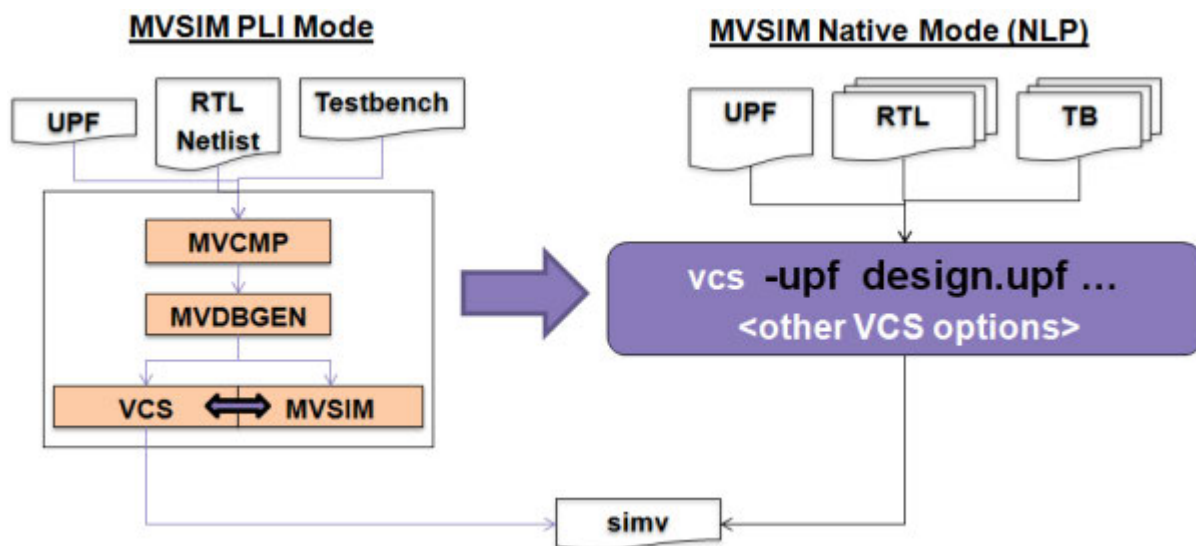 MVSIM PLI Mode
UPF
RTL
Netlist
Testbench
MVCMP
MVDBGEN
VCS
MVSIM
MVSIM Native Mode (NLP)
UPF
RTL
TB
vcs -upf design.upf ...
<other VCS options>
simv